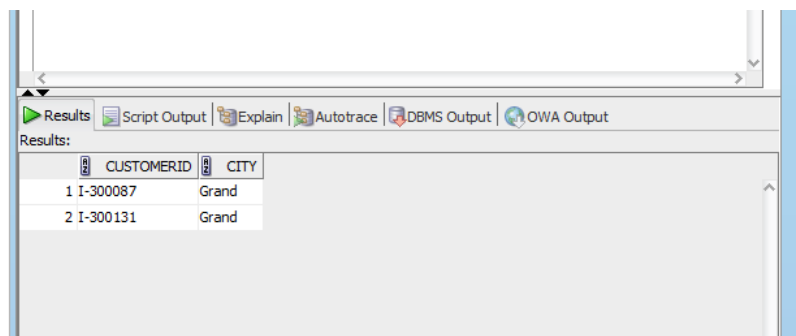 Results Script Output Explain Autotrace DBMS Output OWA Output
Results:
CUSTOMERID CITY
1 I-300087 Grand
2 I-300131 Grand